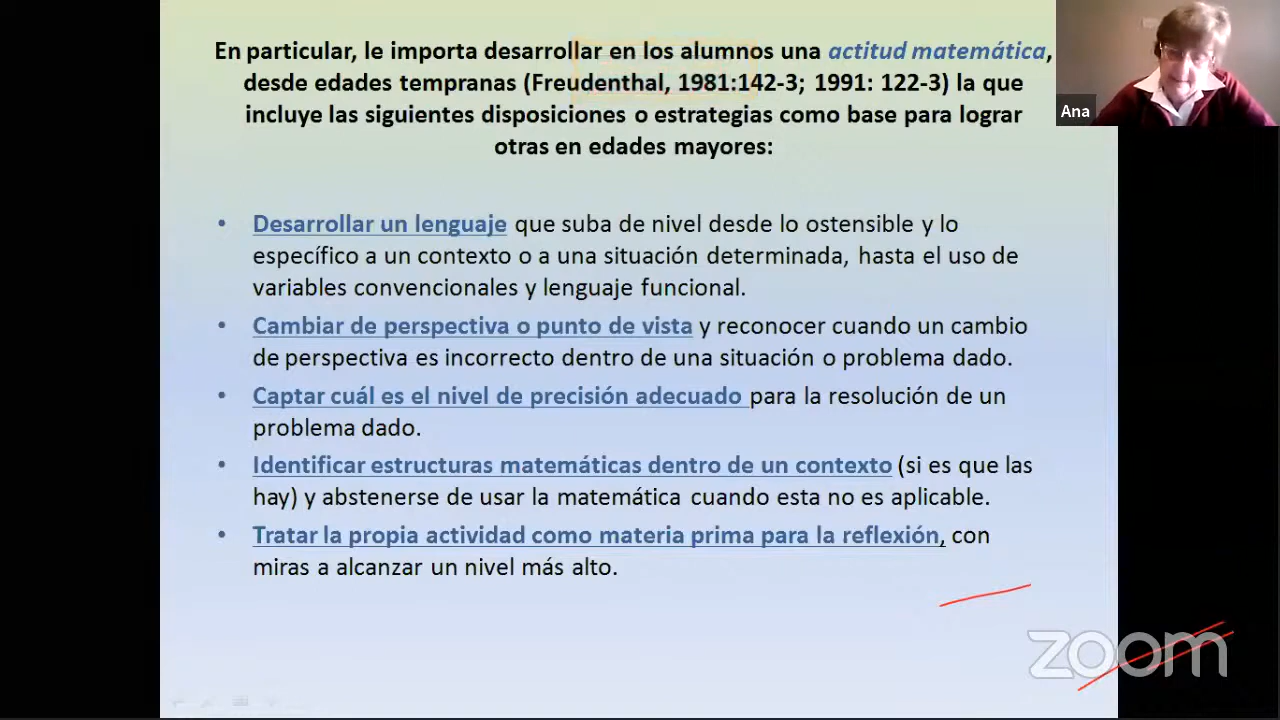 En particular, le importa desarrollar en los alumnos una actitud matemática,
desde edades tempranas (Freudenthal, 1981:142-3; 1991: 122-3) la que
incluye las siguientes disposiciones o estrategias como base para lograr
otras en edades mayores:
Ana
• Desarrollar un lenguaje que suba de nivel desde lo ostensible y lo
específico a un contexto o a una situación determinada, hasta el uso de
variables convencionales y lenguaje funcional.
• Cambiar de perspectiva o punto de vista y reconocer cuando un cambio
de perspectiva es incorrecto dentro de una situación o problema dado.
• Captar cuál es el nivel de precisión adecuado para la resolución de un
problema dado.
• Identificar estructuras matemáticas dentro de un contexto (si es que las
hay) y abstenerse de usar la matemática cuando esta no es aplicable.
• Tratar la propia actividad como materia prima para la reflexión, con
miras a alcanzar un nivel más alto.
zoom